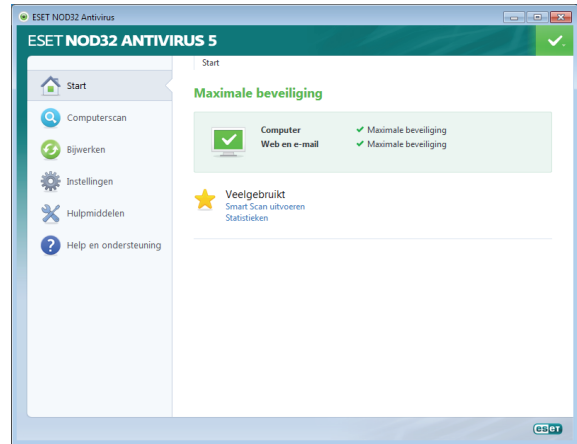 ESET NOD32 Antivirus
ESET NOD32 ANTIVIRUS 5
Start
Computerscan
Bijwerken
Instellingen
Hulpmiddelen
Help en ondersteuning
Start
Maximale beveiliging
Computer ✔ Maximale beveiliging
Web en e-mail ✔ Maximale beveiliging
Veelgebruikt
Smart Scan uitvoeren
Statistieken
eset